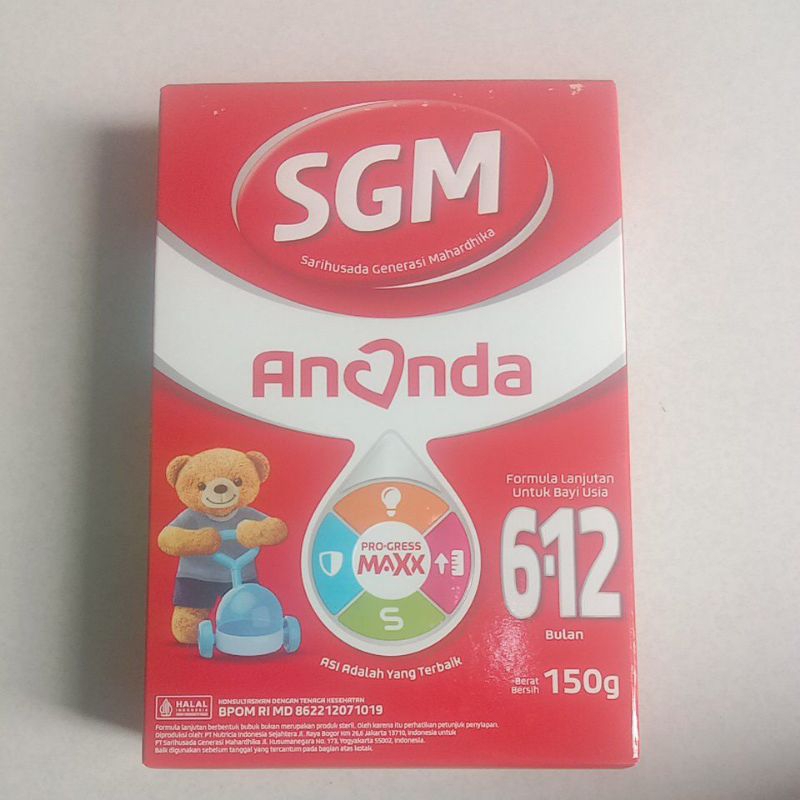 SGM
Sarihusada Generasi Mahardhika
Ananda
Formula Lanjutan
Untuk Bayi Usia
6-12
Bulan
PRO-GRESS
MAXX
S
ASI Adalah Yang Terbaik
Berat
Bersih 150g
HALAL
INDONESIA
KONSULTASIKAN DENGAN TENAGA KESEHATAN
BPOM RI MD 862212071019
Formula lanjutan berbentuk bubuk bukan merupakan produk steril. Oleh karena itu perhatikan petunjuk penyiapan.
Diproduksi oleh: PT Nutricia Indonesia Sejahtera Jl. Raya Bogor Km 26,6 Jakarta 13710, Indonesia untuk
PT Sarihusada Generasi Mahardhika Jl. Kusumanegara No. 173, Yogyakarta 55002, Indonesia.
Baik digunakan sebelum tanggal yang tercantum pada bagian atas kotak.